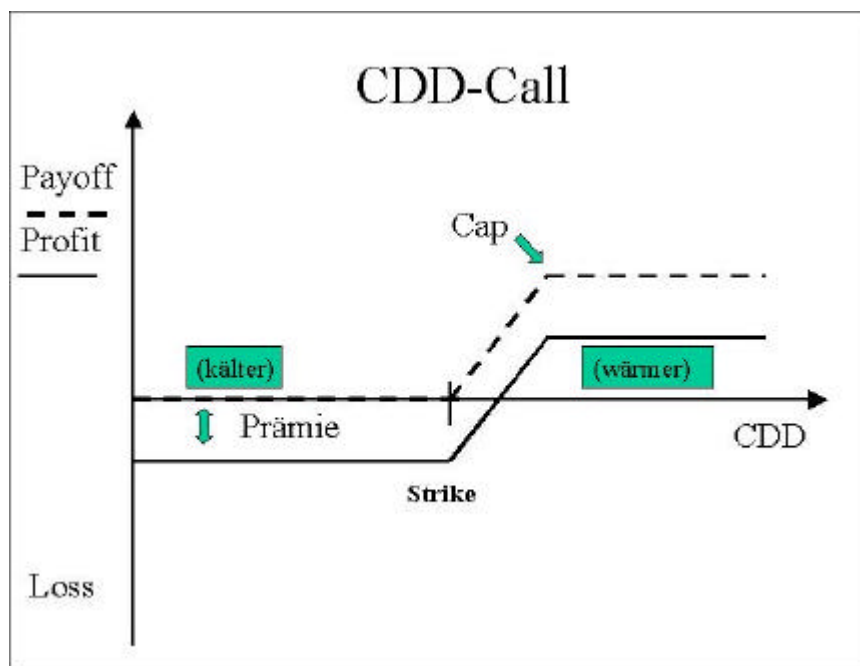 CDD-Call
Payoff
Profit
Cap
(kälter)
(wärmer)
Prämie
CDD
Strike
Loss